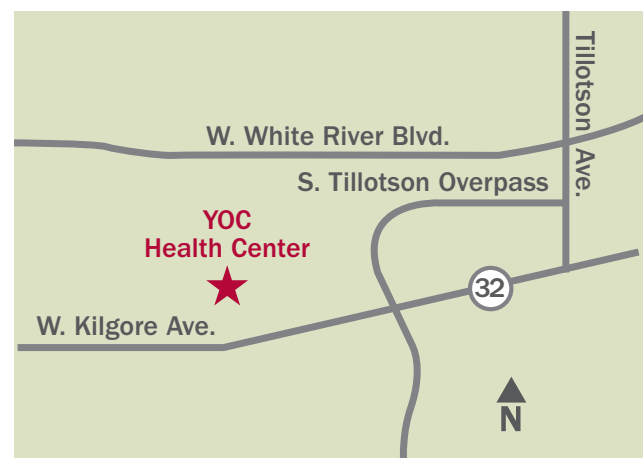 Tillotson Ave.
W. White River Blvd.
S. Tillotson Overpass
YOC
Health Center
32
W. Kilgore Ave.
N